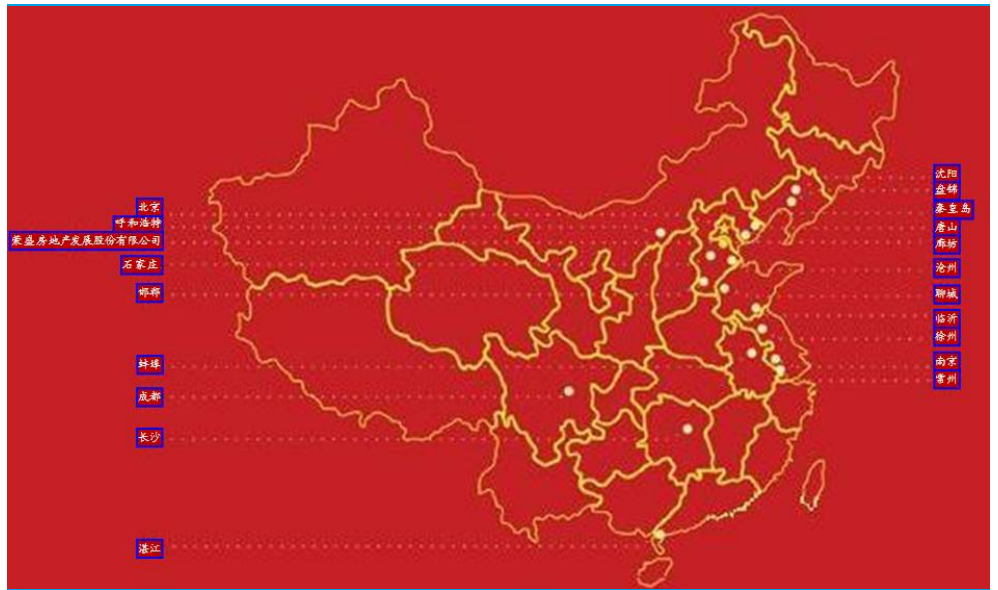 北京
呼和浩特
荣盛房地产发展股份有限公司
石家庄
邯郸
蚌埠
成都
长沙
湛江
沈阳
盘锦
秦皇岛
唐山
廊坊
沧州
聊城
临沂
徐州
南京
常州